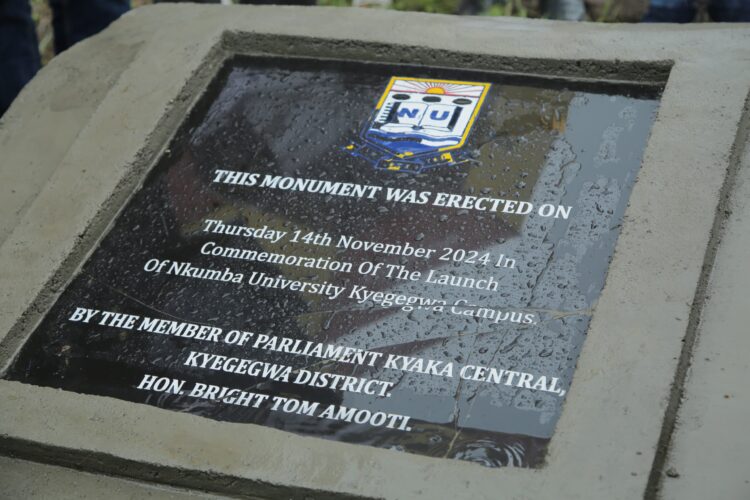 NU
THIS MONUMENT WAS ERECTED ON
Thursday 14th November 2024 In
Commemoration Of The Launch
Of Nkumba University Kyegegwa Campus.
BY THE MEMBER OF PARLIAMENT KYAKA CENTRAL,
KYEGEGWA DISTRICT.
HON. BRIGHT TOM AMOOTI.